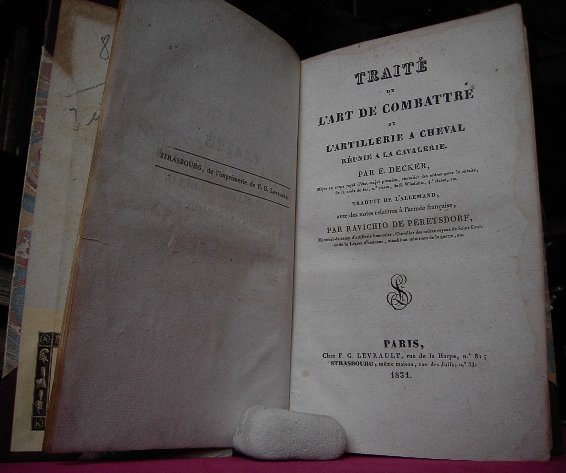 8
STRASBOURG, de l'imprimerie de F. G. LEVRAULT.
TRAITÉ
DE
L'ART DE COMBATTRE
DE
L'ARTILLERIE A CHEVAL
RÉUNIE A LA CAVALERIE.
PAR E. DECKER,
TRADUIT DE L'ALLEMAND,
avec des notes relatives à l'armée française,
PAR RAVICHIO DE PERETSDORF,
PARIS,
Chez F. G. LEVRAULT, rue de la Harpe, n.° 81;
STRASBOURG, même maison, rue des Juifs, n.° 33.
1831.